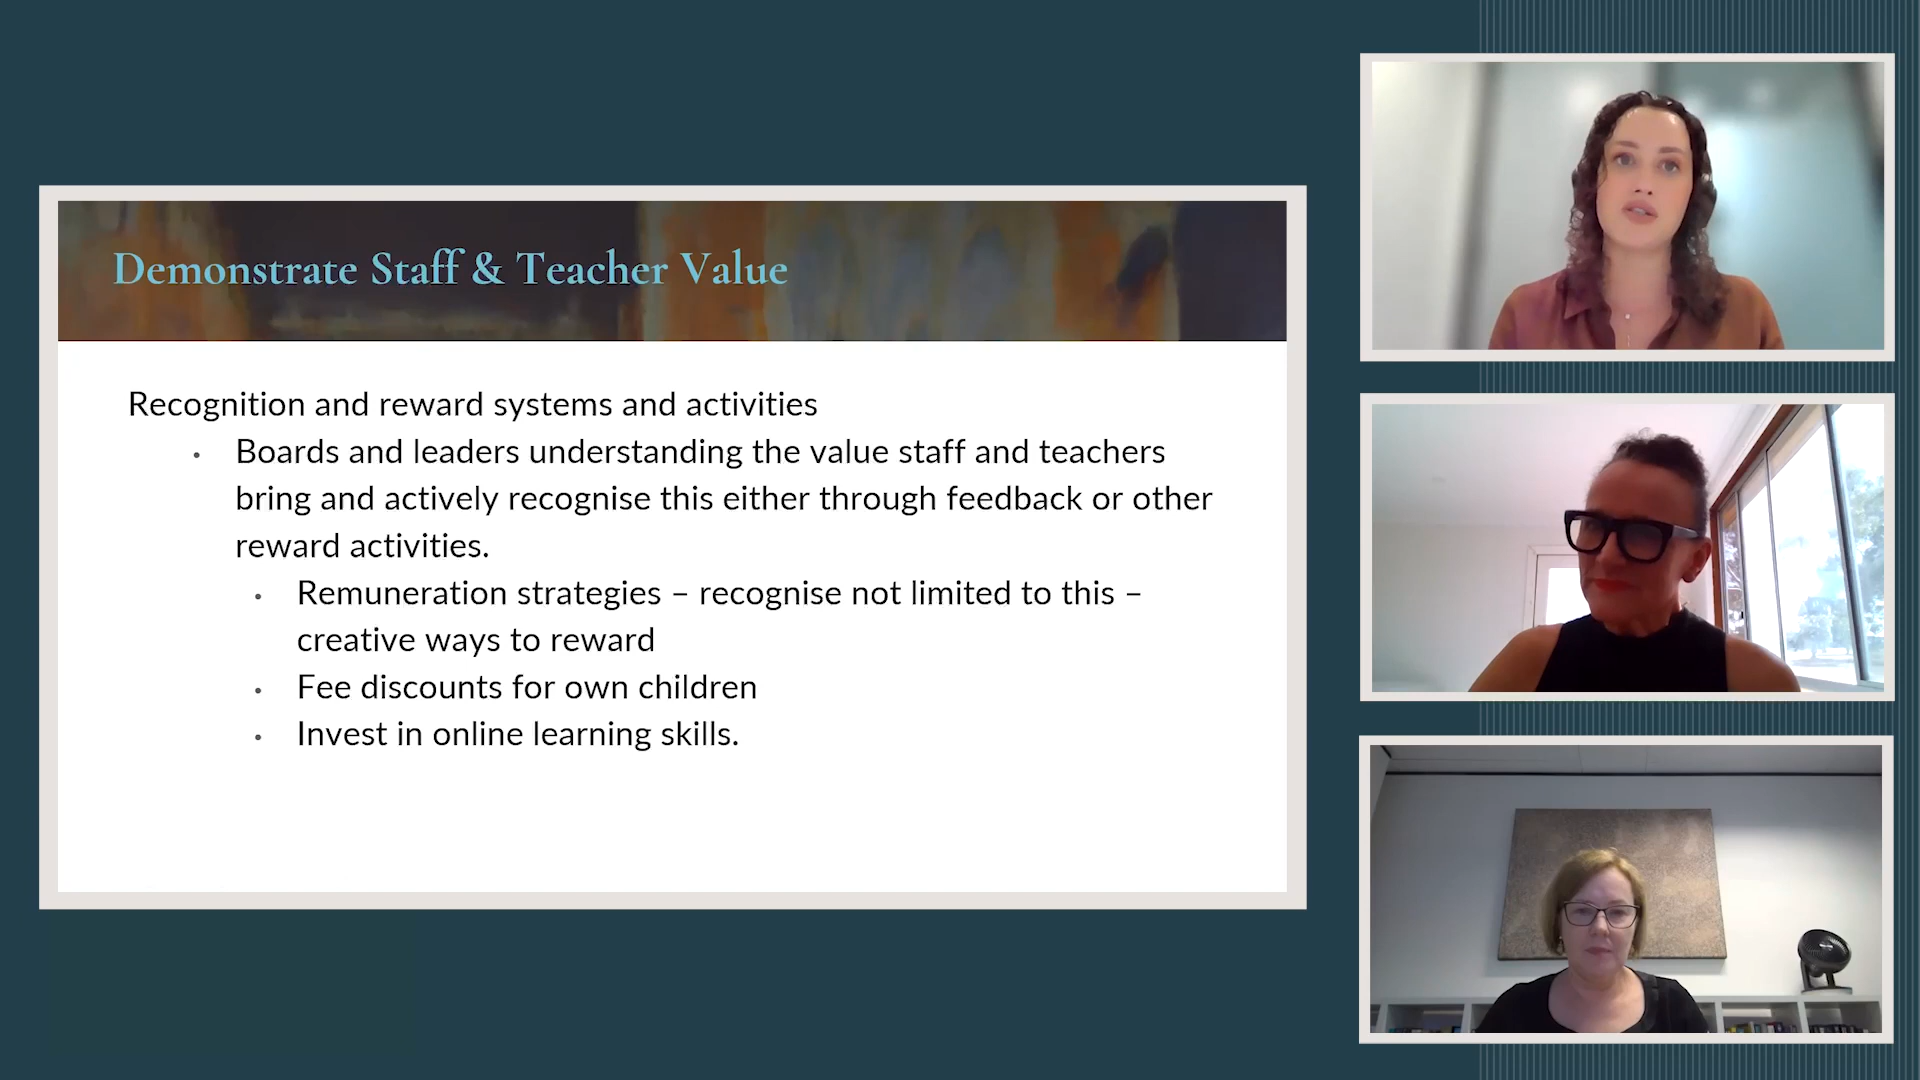 Demonstrate Staff & Teacher Value
Recognition and reward systems and activities
• Boards and leaders understanding the value staff and teachers
bring and actively recognise this either through feedback or other
reward activities.
• Remuneration strategies – recognise not limited to this –
creative ways to reward
• Fee discounts for own children
• Invest in online learning skills.